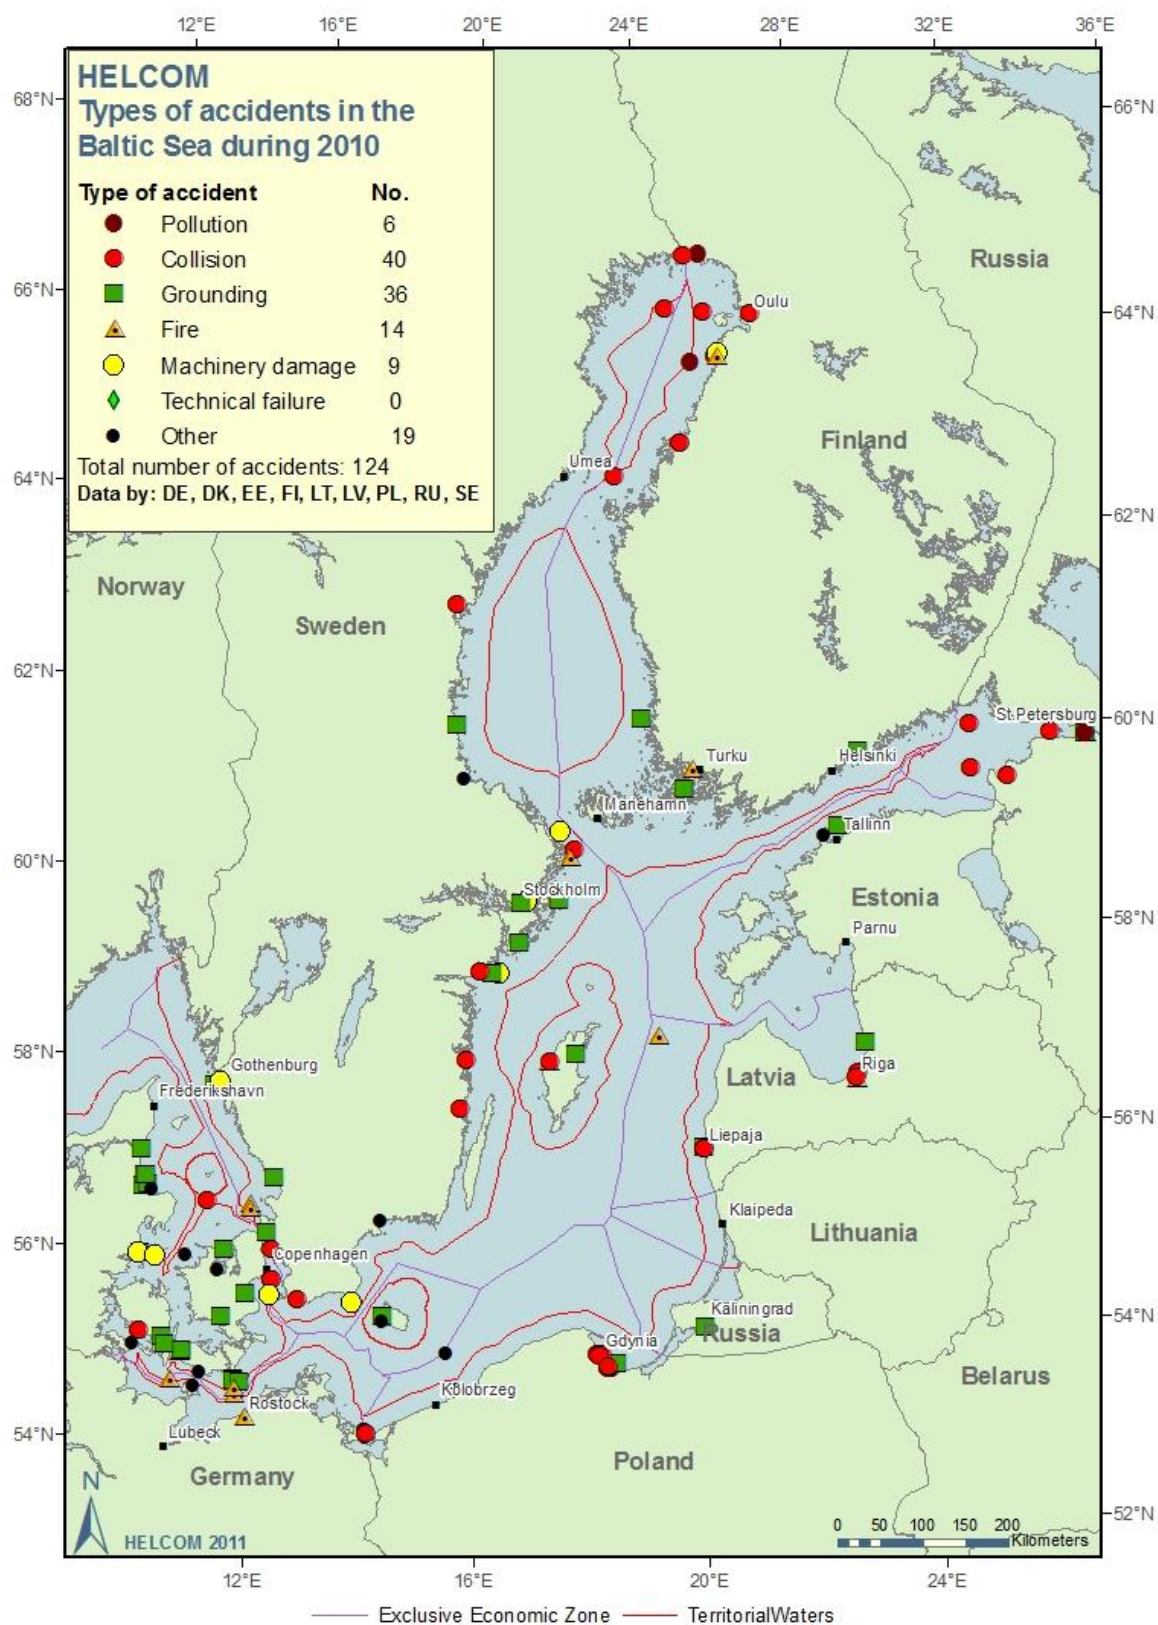 12°E 16°E 20°E 24°E 28°E 32°E 36°E
HELCOM
Types of accidents in the
Baltic Sea during 2010
Type of accident No.
Pollution 6
Collision 40
Grounding 36
Fire 14
Machinery damage 9
Technical failure 0
Other 19
Total number of accidents: 124
Data by: DE, DK, EE, FI, LT, LV, PL, RU, SE
68°N
66°N
Russia
66°N
Oulu
64°N
Finland
Umea
64°N
62°N
Norway
Sweden
62°N
St.Petersburg
60°N
Turku
Helsinki
Manehamn
Tallinn
60°N
Stockholm
Estonia
58°N
Parnu
58°N
Gothenburg
Riga
Latvia
Frederikshavn
56°N
Liepaja
Klaipeda
Lithuania
56°N
Copenhagen
Kaliningrad
54°N
Russia
Gdynia
Belarus
Kolobrzeg
Rostock
54°N
Lubeck
Poland
Germany
N
52°N
HELCOM 2011
0 50 100 150 200
Kilometers
12°E 16°E 20°E 24°E
Exclusive Economic Zone TerritorialWaters